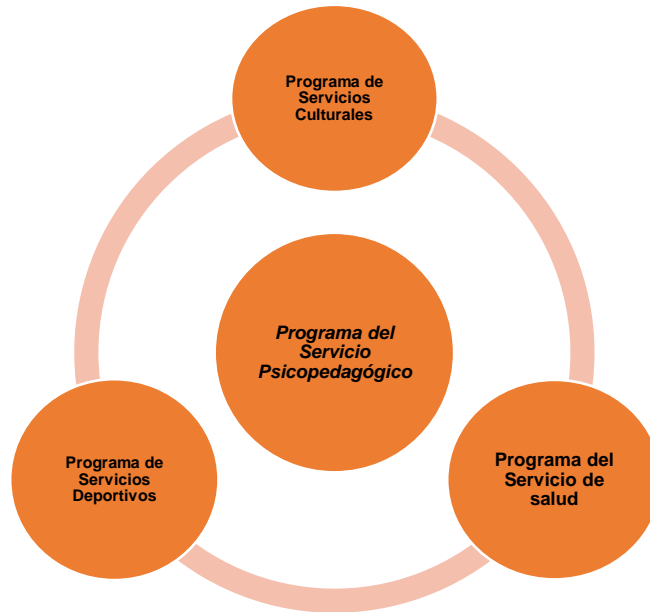 Programa de
Servicios
Culturales
Programa del
Servicio
Psicopedagógico
Programa de
Servicios
Deportivos
Programa del
Servicio de
salud